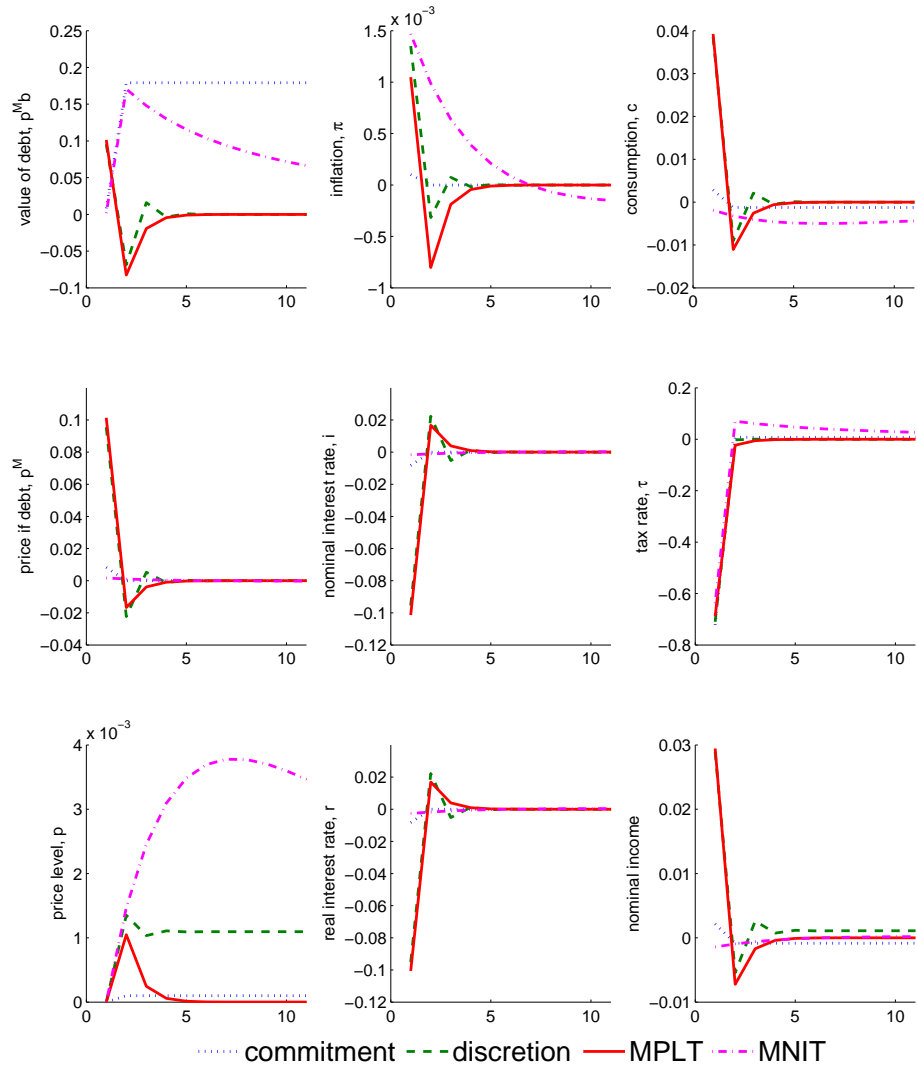 value of debt, p^M b
0.25
0.2
0.15
0.1
0.05
0
−0.05
−0.1
0 5 10
x 10^−3
inflation, π
1.5
1
0.5
0
−0.5
−1
0 5 10
consumption, c
0.04
0.03
0.02
0.01
0
−0.01
−0.02
0 5 10
price if debt, p^M
0.1
0.08
0.06
0.04
0.02
0
−0.02
−0.04
0 5 10
nominal interest rate, i
0.02
0
−0.02
−0.04
−0.06
−0.08
−0.1
−0.12
0 5 10
tax rate, τ
0.2
0
−0.2
−0.4
−0.6
−0.8
0 5 10
x 10^−3
price level, p
4
3
2
1
0
0 5 10
real interest rate, r
0.02
0
−0.02
−0.04
−0.06
−0.08
−0.1
−0.12
0 5 10
nominal income
0.03
0.02
0.01
0
−0.01
0 5 10
commitment discretion MPLT MNIT